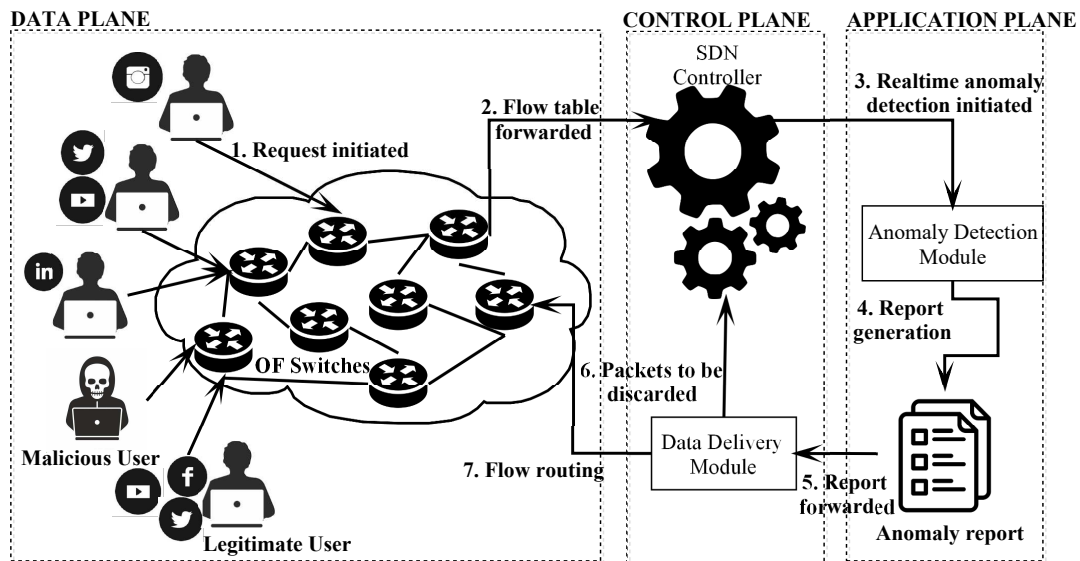 DATA PLANE
CONTROL PLANE
APPLICATION PLANE
SDN
Controller
3. Realtime anomaly
detection initiated
2. Flow table
forwarded
1. Request initiated
in
Anomaly Detection
Module
4. Report
generation
OF Switches
6. Packets to be
discarded
Malicious User
f
7. Flow routing
Data Delivery
Module
5. Report
forwarded
Legitimate User
Anomaly report